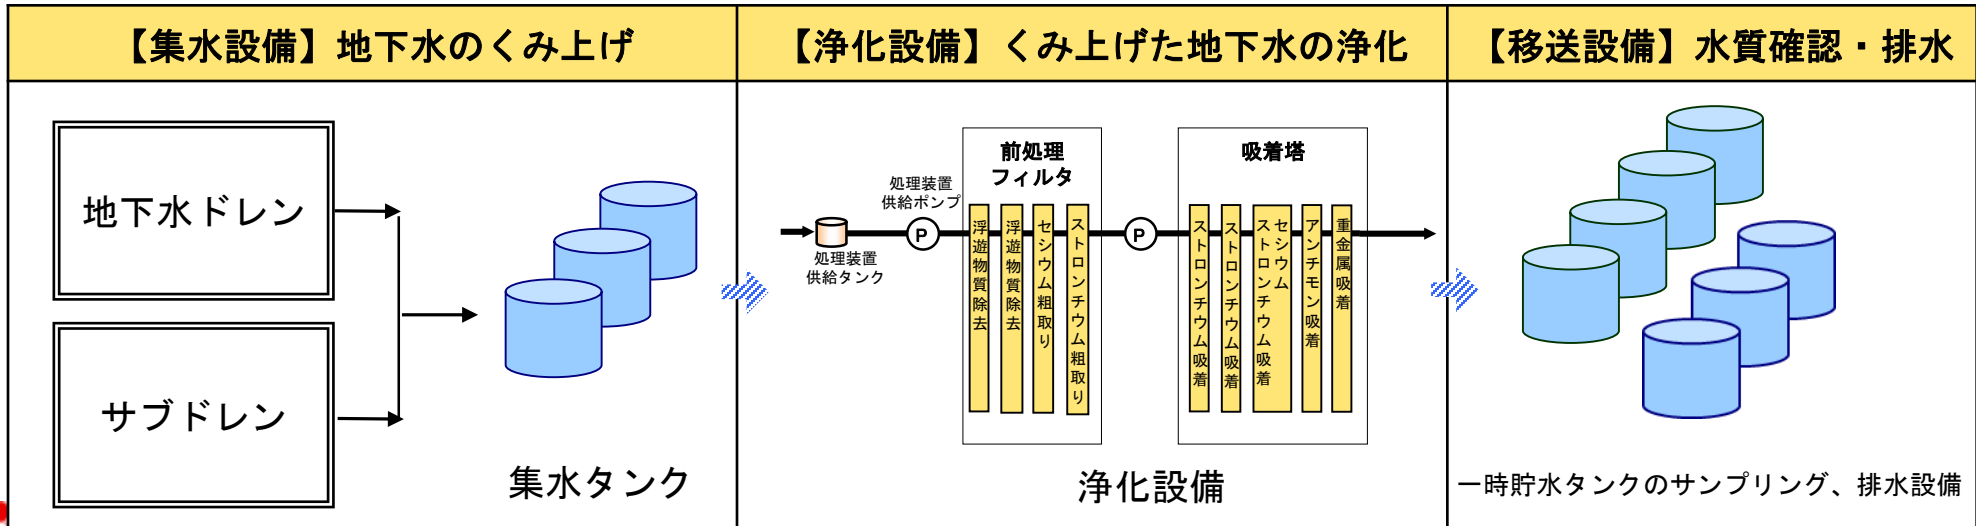 【集水設備】地下水のくみ上げ
【浄化設備】くみ上げた地下水の浄化
【移送設備】水質確認・排水
地下水ドレン
サブドレン
集水タンク
処理装置
供給タンク
処理装置
供給ポンプ
P
前処理
フィルタ
浮遊物質除去
浮遊物質除去
セシウム粗取り
ストロンチウム粗取り
P
吸着塔
ストロンチウム吸着
ストロンチウム吸着
セシウム
ストロンチウム吸着
アンチモン吸着
重金属吸着
浄化設備
一時貯水タンクのサンプリング、排水設備